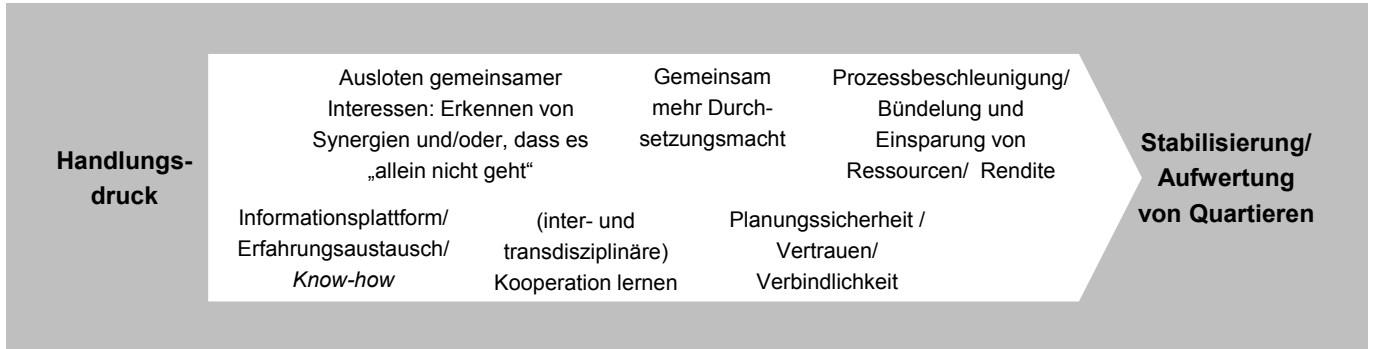 Handlungs-
druck
Ausloten gemeinsamer
Interessen: Erkennen von
Synergien und/oder, dass es
„allein nicht geht“
Gemeinsam
mehr Durch-
setzungsmacht
Prozessbeschleunigung/
Bündelung und
Einsparung von
Ressourcen/ Rendite
Informationsplattform/
Erfahrungsaustausch/
Know-how
(inter- und
transdisziplinäre)
Kooperation lernen
Planungssicherheit /
Vertrauen/
Verbindlichkeit
Stabilisierung/
Aufwertung
von Quartieren